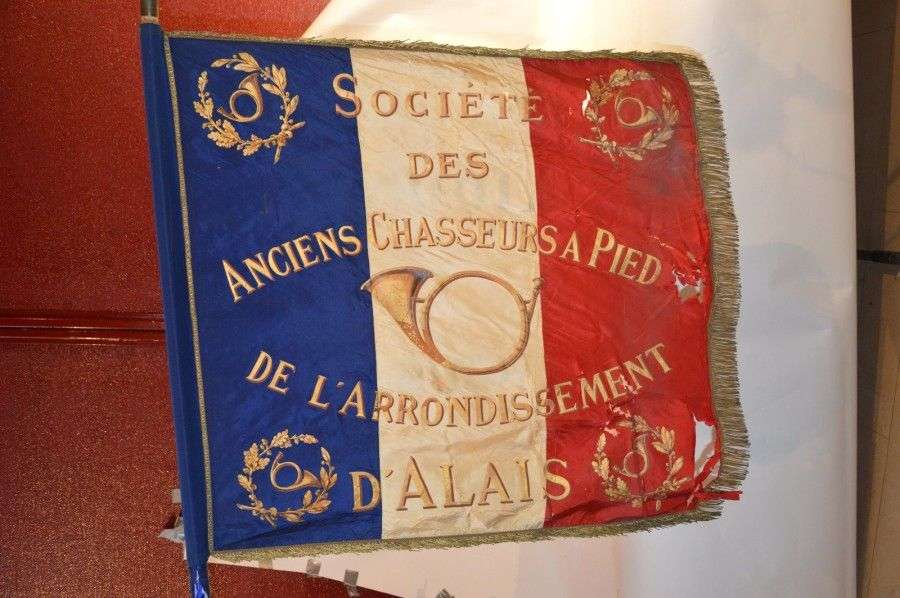 SOCIÉTÉ
DES
ANCIENS CHASSEURS A PIED
DE L'ARRONDISSEMENT
D'ALAIS